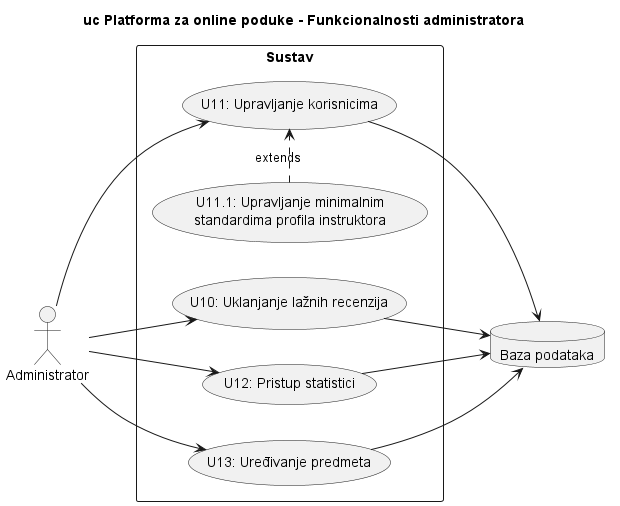 uc Platforma za online poduke - Funkcionalnosti administratora
Sustav
U11: Upravljanje korisnicima
extends
U11.1: Upravljanje minimalnim
standardima profila instruktora
U10: Uklanjanje lažnih recenzija
Baza podataka
Administrator
U12: Pristup statistici
U13: Uređivanje predmeta